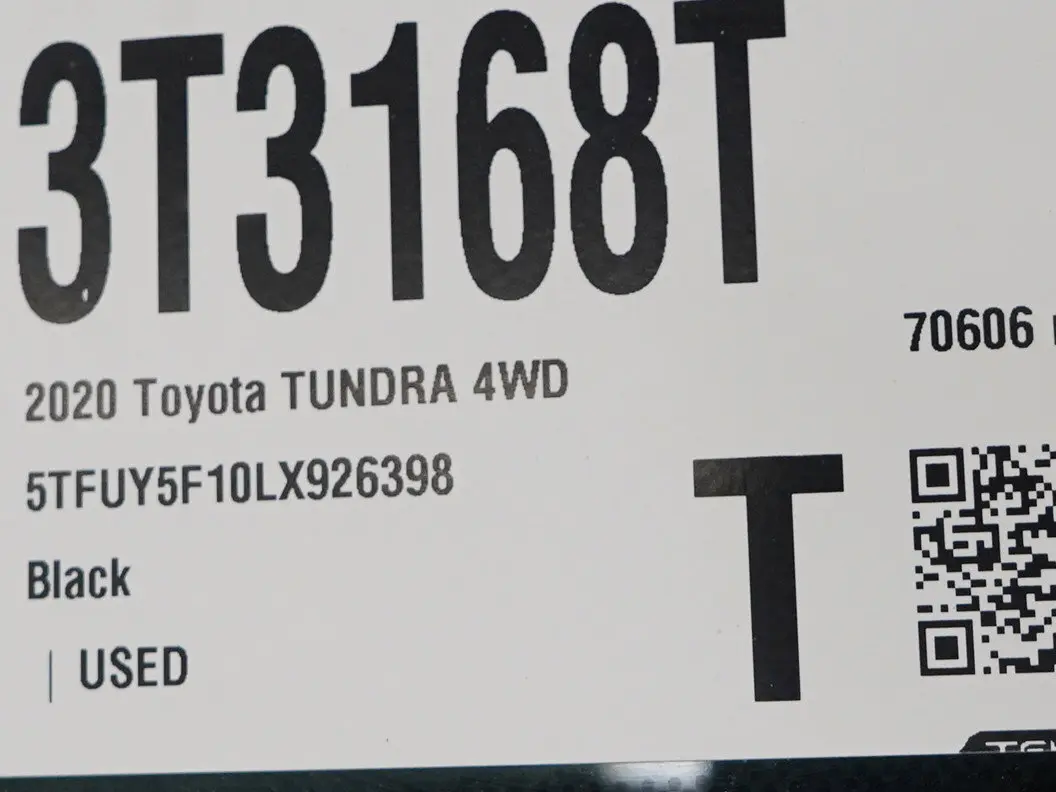 3T3168T
70606
2020 Toyota TUNDRA 4WD
5TFUY5F10LX926398
T
Black
| USED